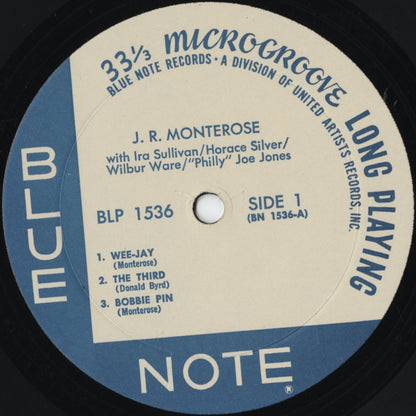 33⅓ MICROGROOVE LONG PLAYING
BLUE NOTE RECORDS • A DIVISION OF UNITED ARTISTS RECORDS, INC.
J. R. MONTEROSE
with Ira Sullivan/Horace Silver/
Wilbur Ware/"Philly" Joe Jones
BLP 1536
SIDE 1
(BN 1536-A)
1. WEE-JAY
(Monterose)
2. THE THIRD
(Donald Byrd)
3. BOBBIE PIN
(Monterose)
BLUE
NOTE®